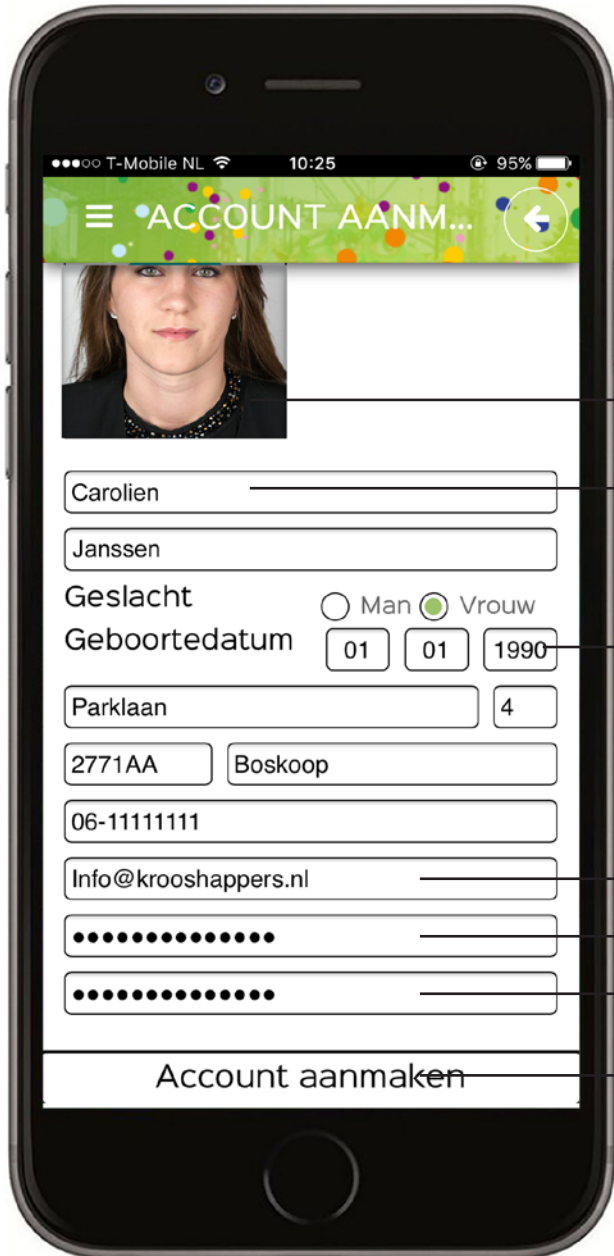 T-Mobile NL 10:25 95%
ACCOUNT AANM...
Carolien
Janssen
Geslacht Man Vrouw
Geboortedatum 01 01 1990
Parklaan 4
2771AA Boskoop
06-11111111
Info@krooshappers.nl
●●●●●●●●●●●●●●
●●●●●●●●●●●●●●
Account aanmaken